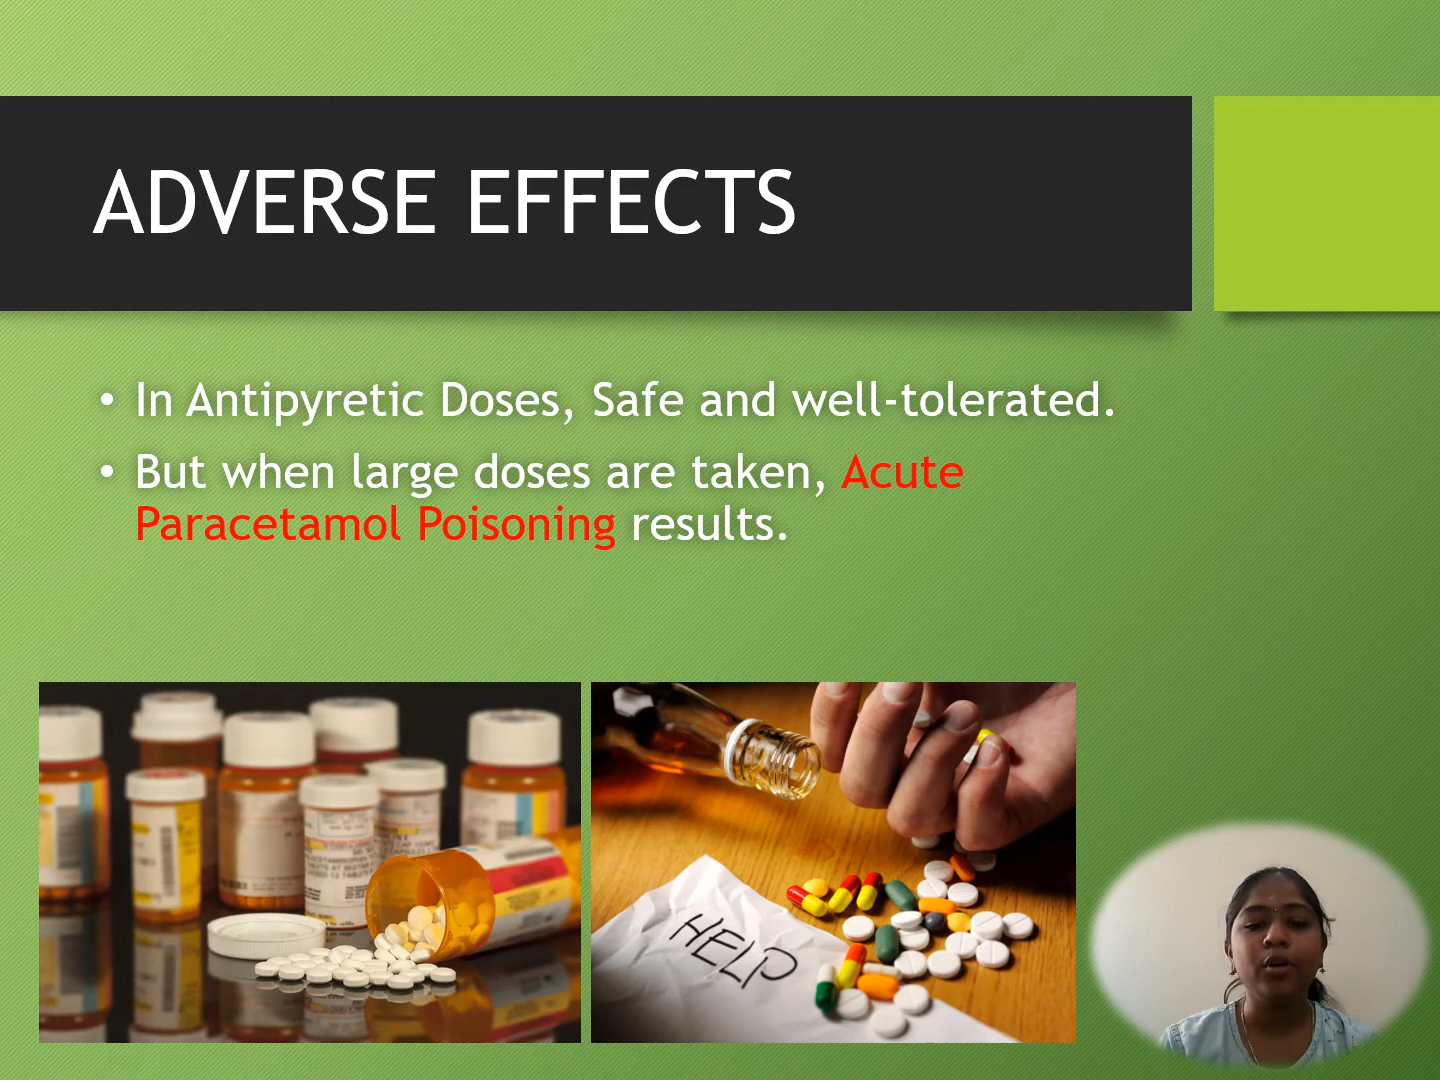 ADVERSE EFFECTS
• In Antipyretic Doses, Safe and well-tolerated.
• But when large doses are taken, Acute
Paracetamol Poisoning results.
HELP